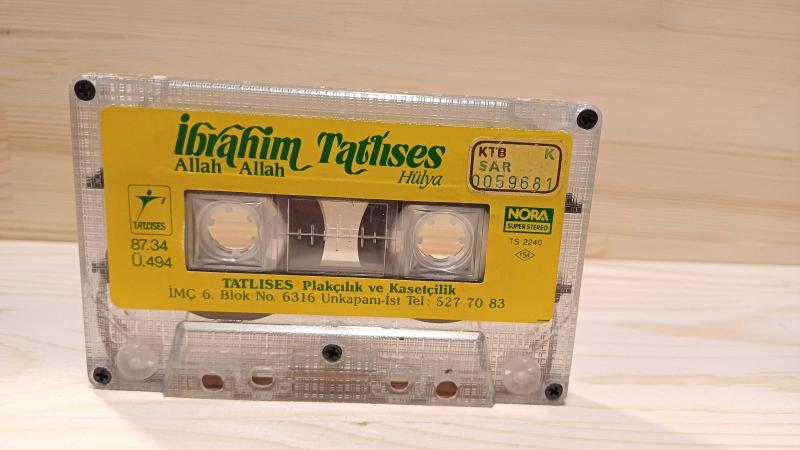 İbrahim Tatlıses
Allah Allah
Hülya
KTB K
SAR
0059681
TATLISES
87.34
Ü.494
NORA
SUPER STEREO
TS 2240
TATLISES Plakçılık ve Kasetçilik
İMÇ 6. Blok No. 6316 Unkapanı-İst Tel: 527 70 83